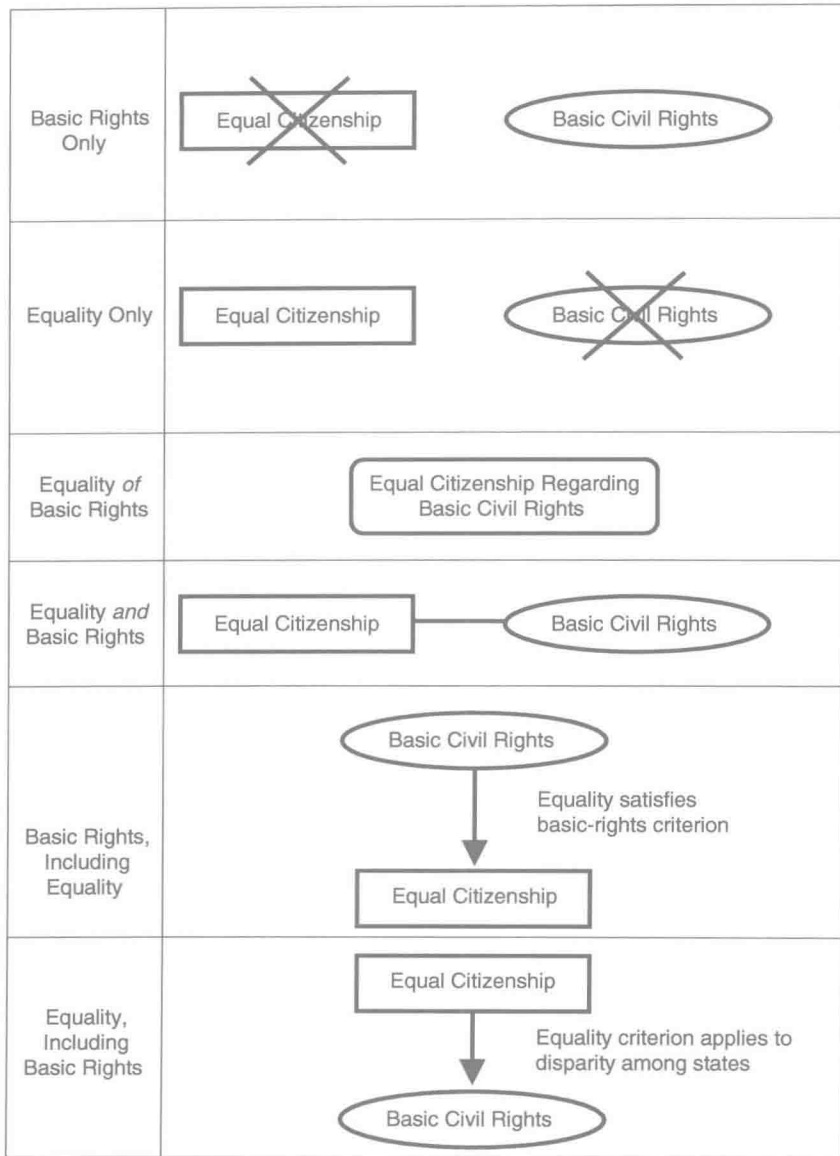 Basic Rights
Only
Equal Citizenship
Basic Civil Rights
Equality Only
Equal Citizenship
Basic Civil Rights
Equality of
Basic Rights
Equal Citizenship Regarding
Basic Civil Rights
Equality and
Basic Rights
Equal Citizenship
Basic Civil Rights
Basic Rights,
Including
Equality
Basic Civil Rights
Equality satisfies
basic-rights criterion
Equal Citizenship
Equality,
Including
Basic Rights
Equal Citizenship
Equality criterion applies to
disparity among states
Basic Civil Rights